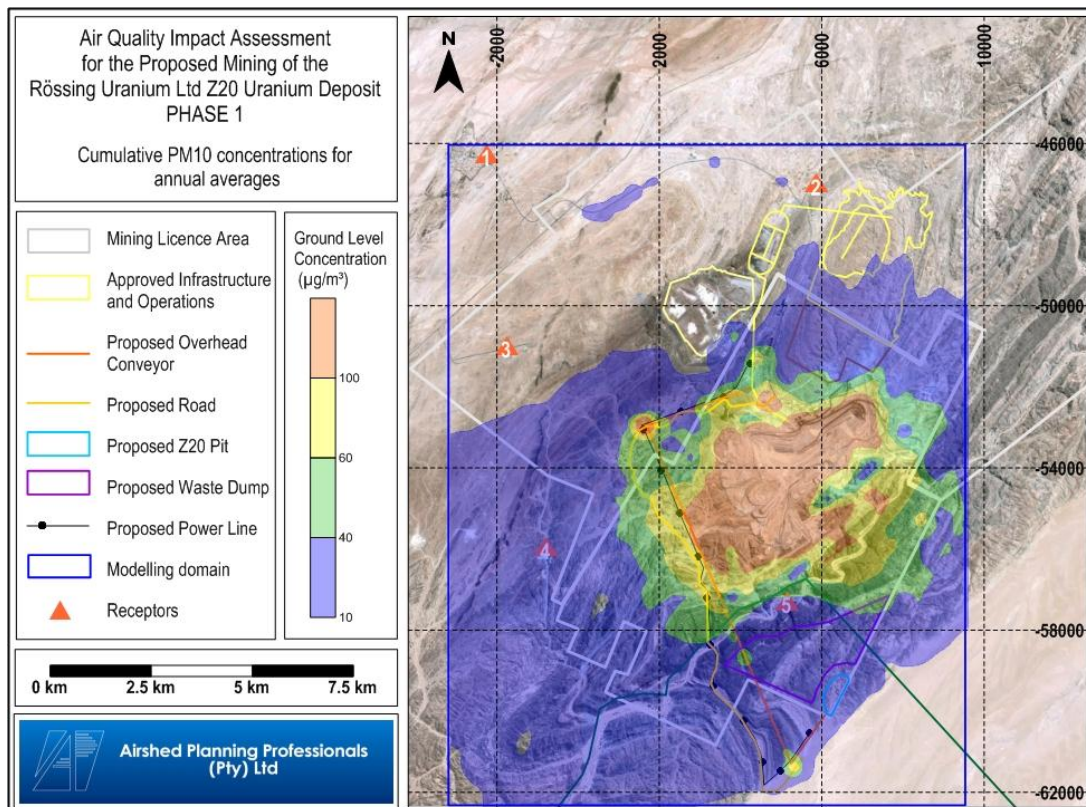 Air Quality Impact Assessment
for the Proposed Mining of the
Rössing Uranium Ltd Z20 Uranium Deposit
PHASE 1
Cumulative PM10 concentrations for
annual averages
Mining Licence Area
Approved Infrastructure
and Operations
Proposed Overhead
Conveyor
Proposed Road
Proposed Z20 Pit
Proposed Waste Dump
Proposed Power Line
Modelling domain
Receptors
Ground Level
Concentration
(µg/m³)
100
60
40
10
0 km 2.5 km 5 km 7.5 km
AP
Airshed Planning Professionals
(Pty) Ltd
N
-2000
2000
6000
10000
-46000
-50000
-54000
-58000
-62000
1
2
3
4
5